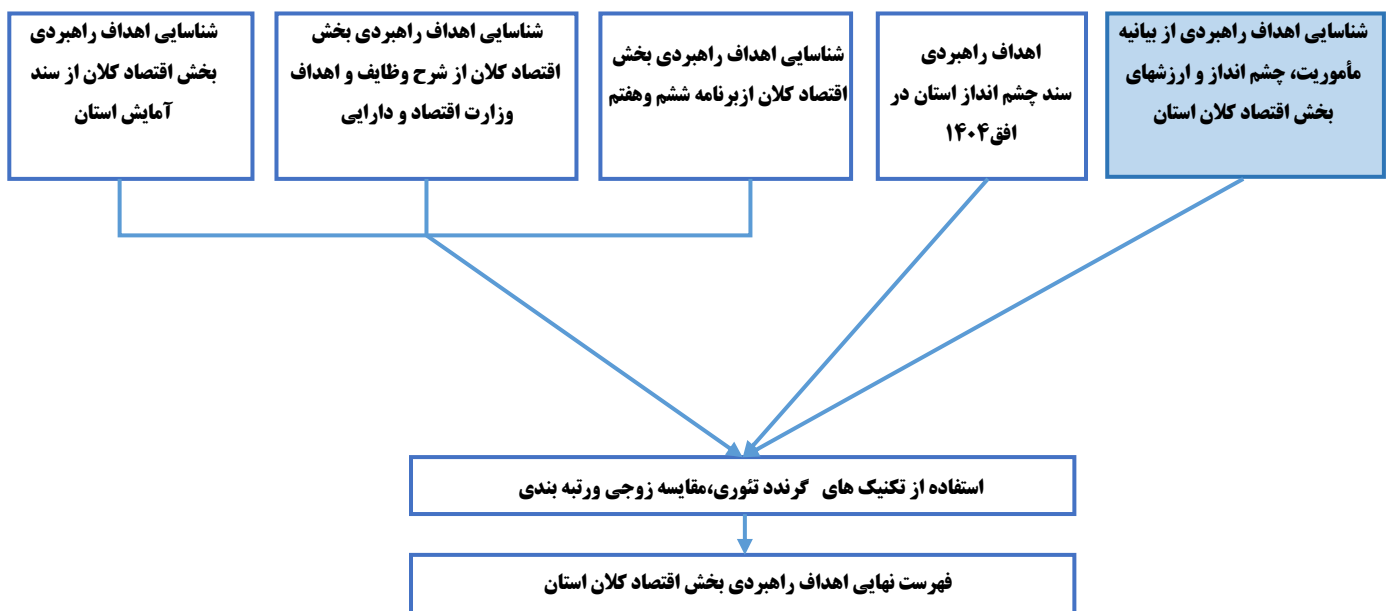 شناسایی اهداف راهبردی از بیانیه
مأموریت، چشم انداز و ارزشهای
بخش اقتصاد کلان استان
اهداف راهبردی
سند چشم انداز استان در
افق۱۴۰۴
شناسایی اهداف راهبردی بخش
اقتصاد کلان ازبرنامه ششم وهفتم
شناسایی اهداف راهبردی بخش
اقتصاد کلان از شرح وظایف و اهداف
وزارت اقتصاد و دارایی
شناسایی اهداف راهبردی
بخش اقتصاد کلان از سند
آمایش استان
استفاده از تکنیک های گرندد تئوری،مقایسه زوجی ورتبه بندی
فهرست نهایی اهداف راهبردی بخش اقتصاد کلان استان